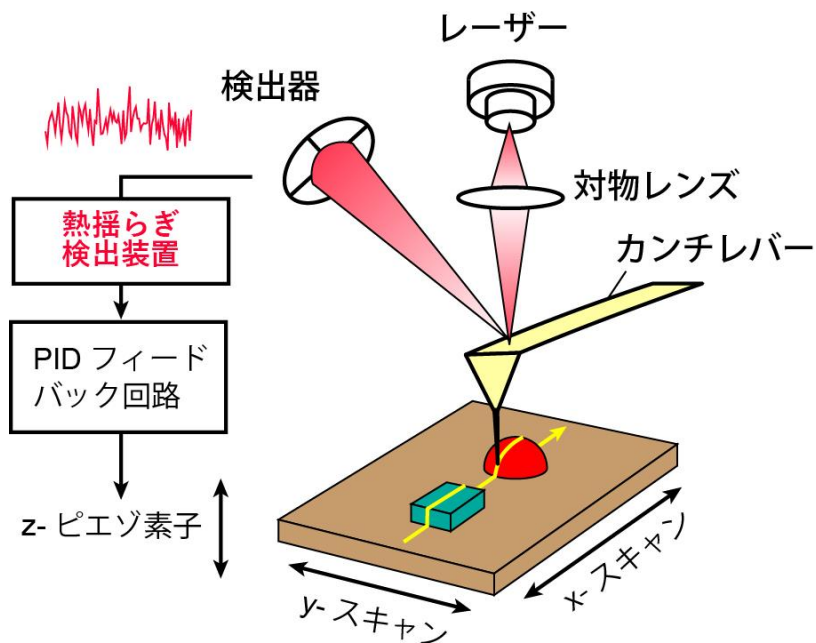 レーザー
検出器
対物レンズ
カンチレバー
熱揺らぎ
検出装置
PID フィード
バック回路
z- ピエゾ素子
y- スキャン
x- スキャン